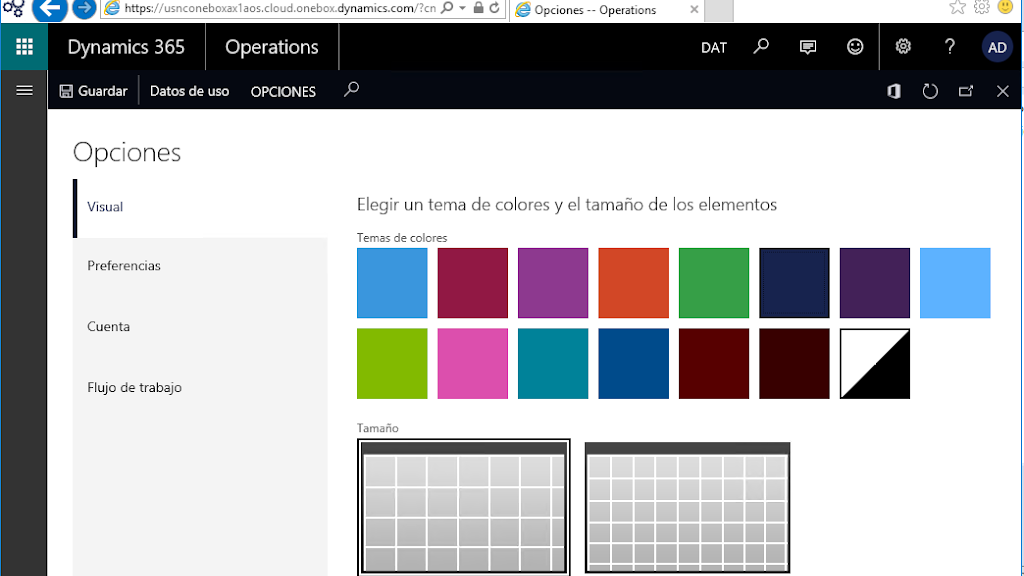 https://usnconeboxax1aos.cloud.onebox.dynamics.com/?cn
Opciones -- Operations
Dynamics 365 Operations DAT ? AD
Guardar Datos de uso OPCIONES
Opciones
Visual
Preferencias
Cuenta
Flujo de trabajo
Elegir un tema de colores y el tamaño de los elementos
Temas de colores
Tamaño